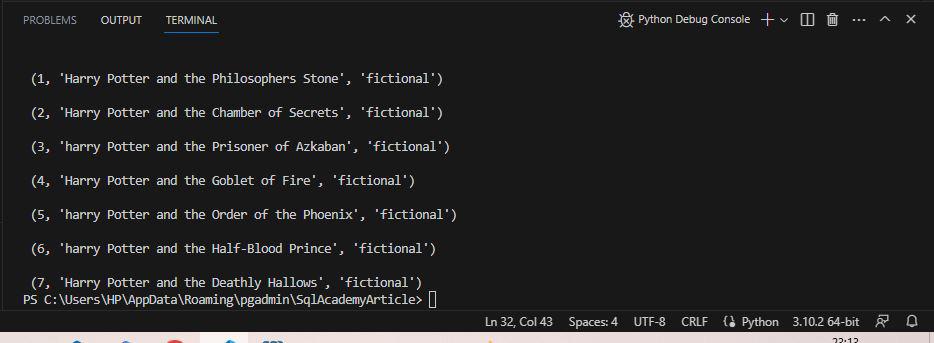 PROBLEMS OUTPUT TERMINAL Python Debug Console
(1, 'Harry Potter and the Philosophers Stone', 'fictional')
(2, 'Harry Potter and the Chamber of Secrets', 'fictional')
(3, 'harry Potter and the Prisoner of Azkaban', 'fictional')
(4, 'Harry Potter and the Goblet of Fire', 'fictional')
(5, 'harry Potter and the Order of the Phoenix', 'fictional')
(6, 'harry Potter and the Half-Blood Prince', 'fictional')
(7, 'Harry Potter and the Deathly Hallows', 'fictional')
PS C:\Users\HP\AppData\Roaming\pgadmin\SqlAcademyArticle>
Ln 32, Col 43 Spaces: 4 UTF-8 CRLF Python 3.10.2 64-bit